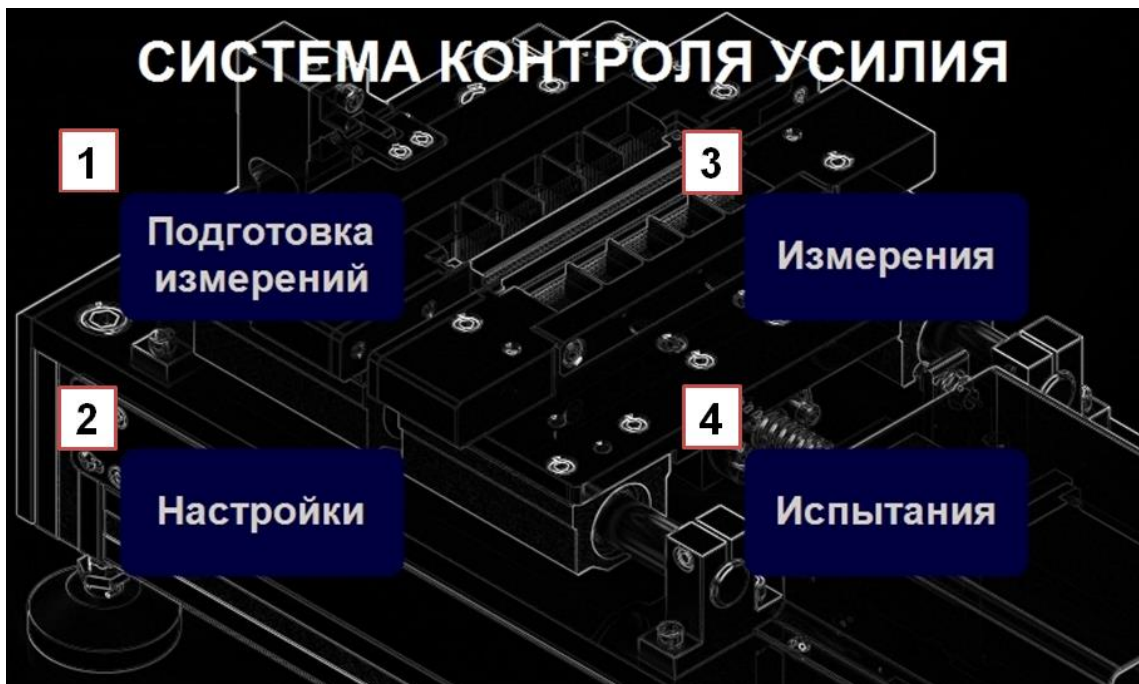 СИСТЕМА КОНТРОЛЯ УСИЛИЯ
1
Подготовка
измерений
3
Измерения
2
Настройки
4
Испытания